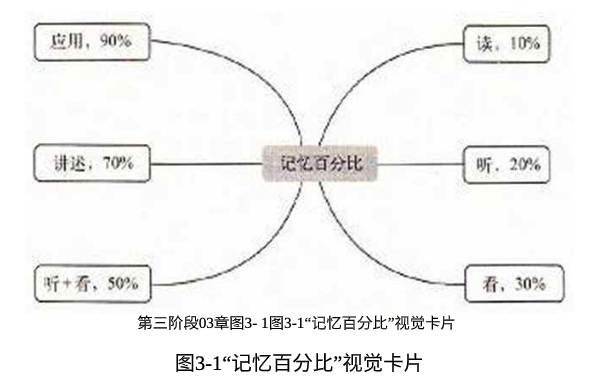 应用，90%
读，10%
讲述，70%
记忆百分比
听，20%
听+看，50%
看，30%
第三阶段03章图3- 1图3-1“记忆百分比”视觉卡片
图3-1“记忆百分比”视觉卡片